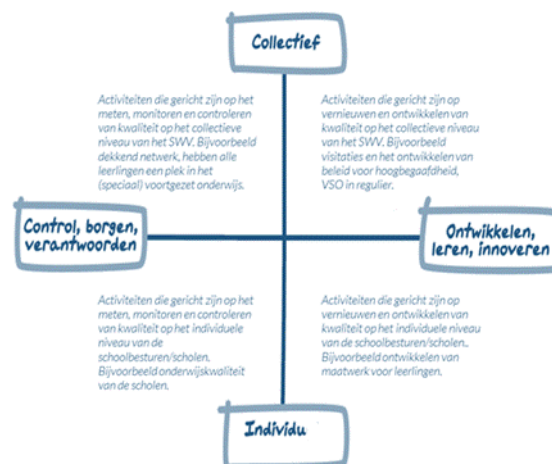 Collectief
Activiteiten die gericht zijn op het
meten, monitoren en controleren
van kwaliteit op het collectieve
niveau van het SWV. Bijvoorbeeld
dekkend netwerk, hebben alle
leerlingen een plek in het
(speciaal) voortgezet onderwijs.
Activiteiten die gericht zijn op
vernieuwen en ontwikkelen van
kwaliteit op het collectieve niveau
van het SWV. Bijvoorbeeld
visitaties en het ontwikkelen van
beleid voor hoogbegaafdheid,
VSO in regulier.
Control, borgen,
verantwoorden
Ontwikkelen,
leren, innoveren
Activiteiten die gericht zijn op het
meten, monitoren en controleren
van kwaliteit op het individuele
niveau van de
schoolbesturen/scholen.
Bijvoorbeeld onderwijskwaliteit
van de scholen.
Activiteiten die gericht zijn op
vernieuwen en ontwikkelen van
kwaliteit op het individuele niveau
van de schoolbesturen/scholen..
Bijvoorbeeld ontwikkelen van
maatwerk voor leerlingen.
Individu